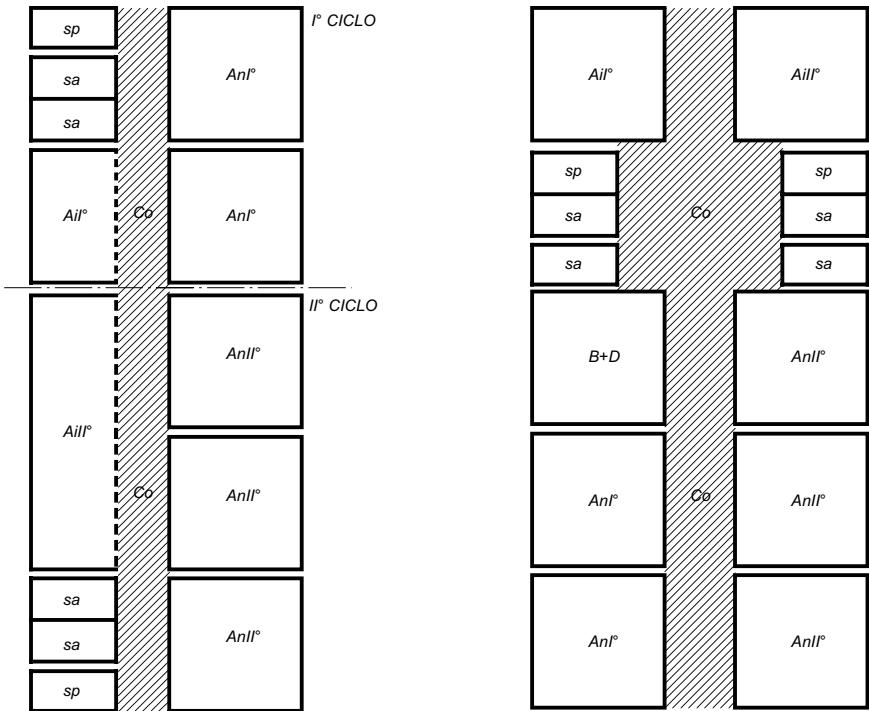 sp
I° CICLO
AnI°
sa
sa
AiI°
Co
AnI°
II° CICLO
AnII°
AiII°
AnII°
Co
sa
sa
AnII°
sp
AiI°
AiII°
sp
sp
sa
Co
sa
sa
sa
B+D
AnII°
AnI°
Co
AnII°
AnI°
AnII°